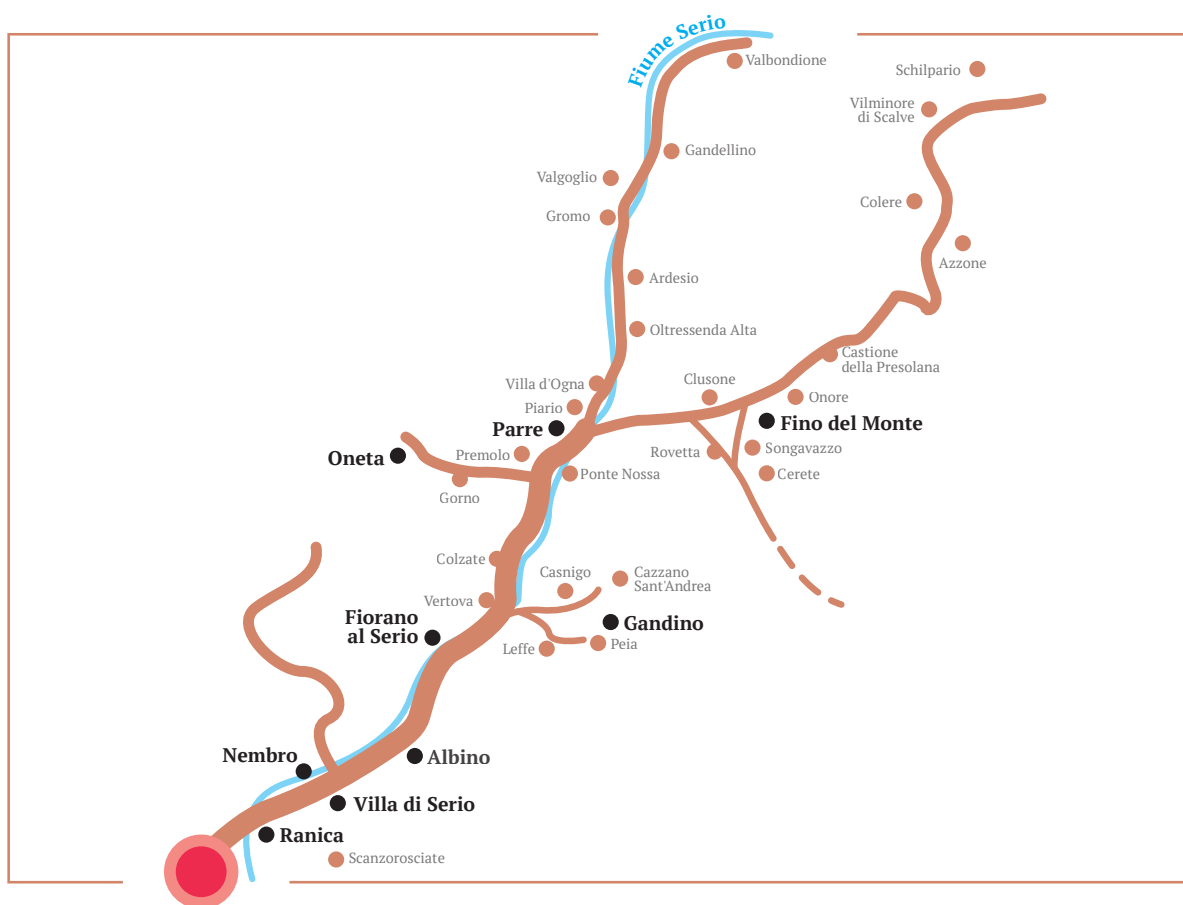 Fiume Serio
Valbondione
Schilpario
Vilminore
di Scalve
Gandellino
Valgoglio
Colere
Gromo
Azzone
Ardesio
Oltressenda Alta
Castione
della Presolana
Villa d'Ogna
Clusone
Onore
Piario
Parre
Fino del Monte
Oneta
Premolo
Rovetta
Songavazzo
Ponte Nossa
Cerete
Gorno
Colzate
Casnigo
Cazzano
Sant'Andrea
Vertova
Fiorano
al Serio
Gandino
Leffe
Peia
Nembro
Albino
Villa di Serio
Ranica
Scanzorosciate